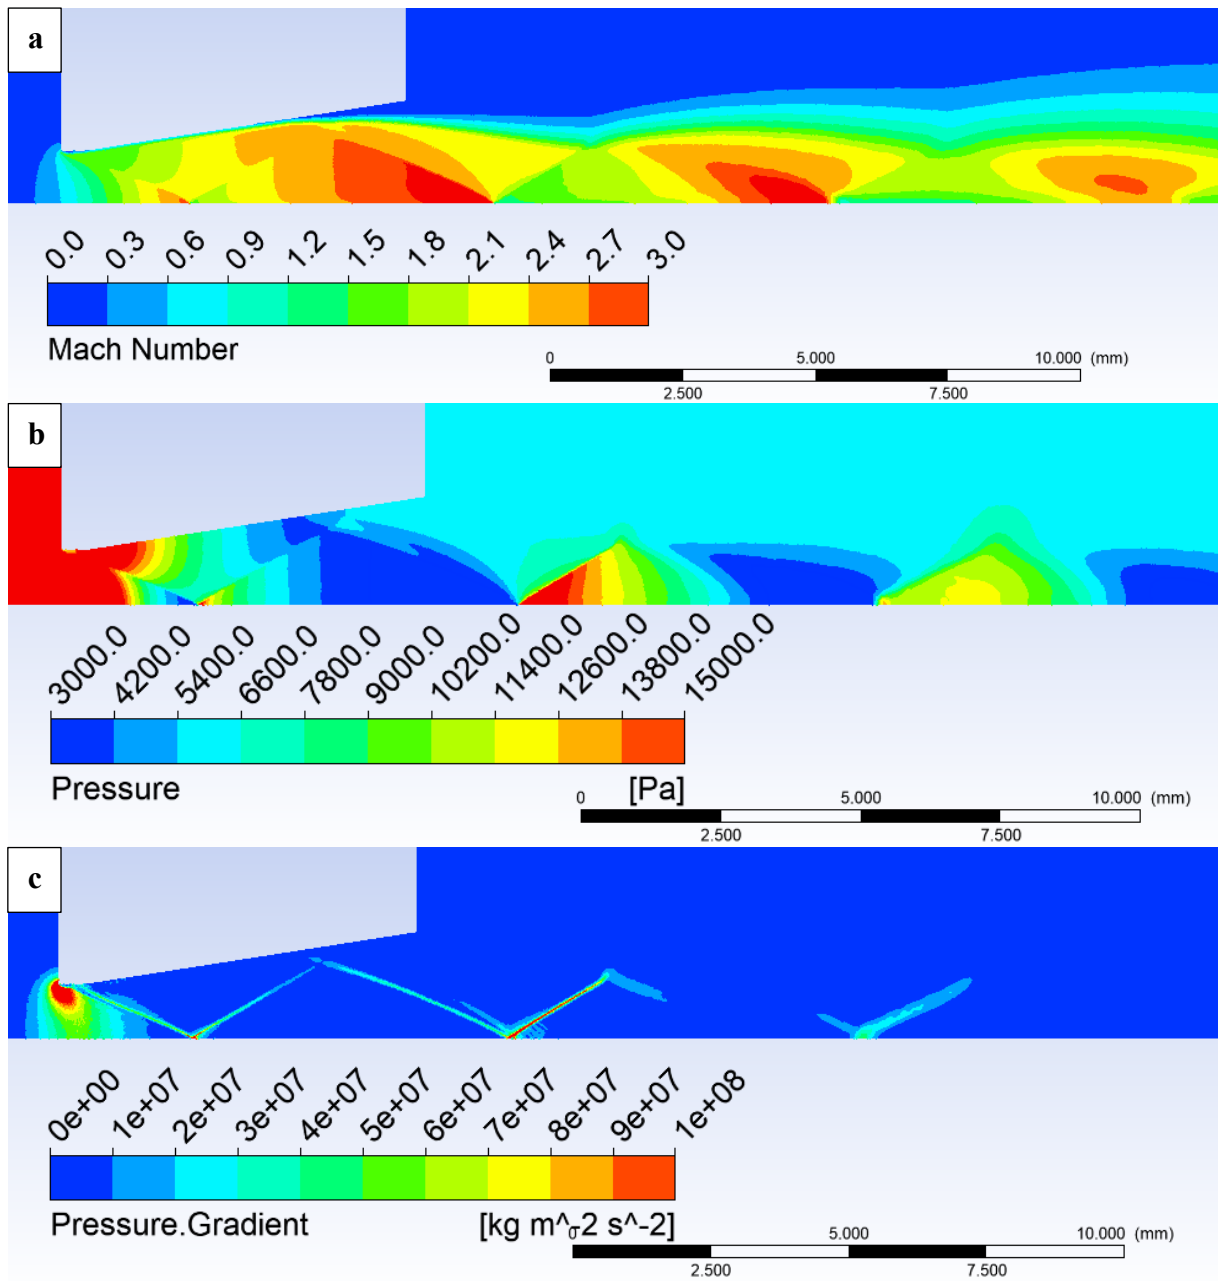 a
0.0 0.3 0.6 0.9 1.2 1.5 1.8 2.1 2.4 2.7 3.0
Mach Number
0 5.000 10.000 (mm)
2.500 7.500
b
3000.0 4200.0 5400.0 6600.0 7800.0 9000.0 10200.0 11400.0 12600.0 13800.0 15000.0
Pressure [Pa]
0 5.000 10.000 (mm)
2.500 7.500
c
0e+00 1e+07 2e+07 3e+07 4e+07 5e+07 6e+07 7e+07 8e+07 9e+07 1e+08
Pressure.Gradient [kg m^-2 s^-2]
0 5.000 10.000 (mm)
2.500 7.500